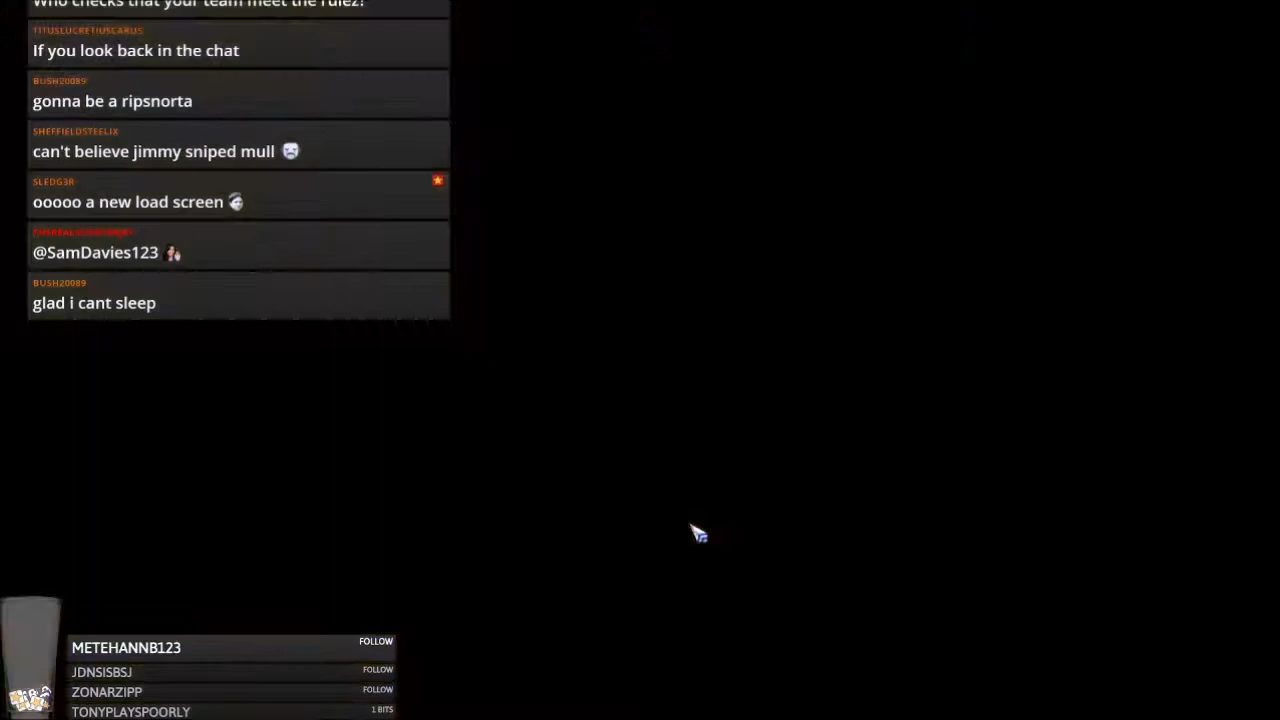 Who checks that your team meet the rulez?
TITUSLUCRETIUSCARUS
If you look back in the chat
BUSH20089
gonna be a ripsnorta
SHEFFIELDSTEELIX
can't believe jimmy sniped mull
SLEDG3R
ooooo a new load screen
@SamDavies123
BUSH20089
glad i cant sleep
METEHANNB123 FOLLOW
JDNSISBSJ FOLLOW
ZONARZIPP FOLLOW
TONYPLAYSPOORLY 1 BITS